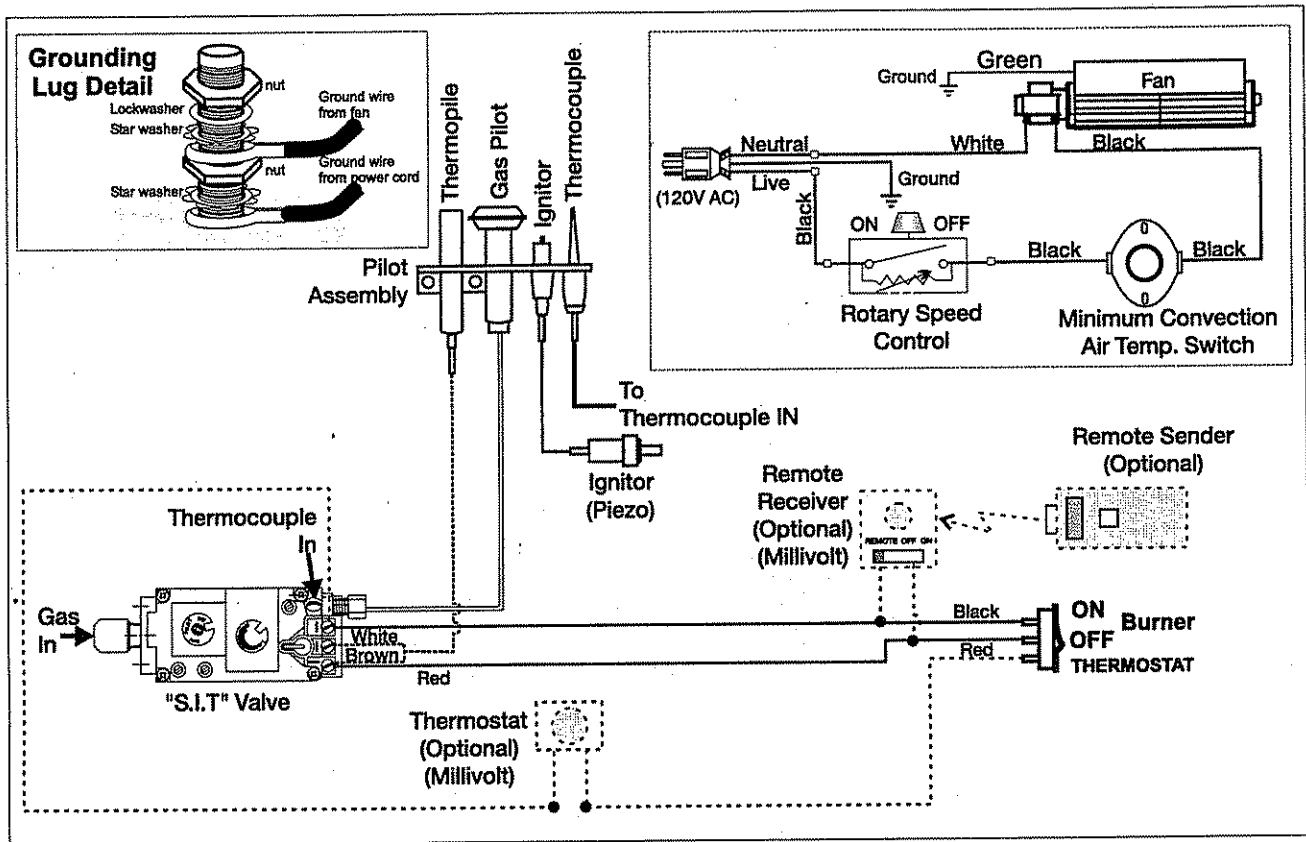 Grounding
Lug Detail
nut
Lockwasher
Star washer
Ground wire
from fan
nut
Ground wire
from power cord
Star washer
Thermopile
Gas Pilot
Ignitor
Thermocouple
Pilot
Assembly
To
Thermocouple IN
Ignitor
(Piezo)
Green
Ground
Fan
Neutral
White
Black
(120V AC)
Live
Ground
Black
ON
OFF
Black
Black
Rotary Speed
Control
Minimum Convection
Air Temp. Switch
Remote Sender
(Optional)
Remote
Receiver
(Optional)
(Millivolt)
REMOTE OFF ON
Thermocouple
In
Gas
In
White
Brown
Red
"S.I.T" Valve
Black
Red
ON
OFF
THERMOSTAT
Burner
Thermostat
(Optional)
(Millivolt)